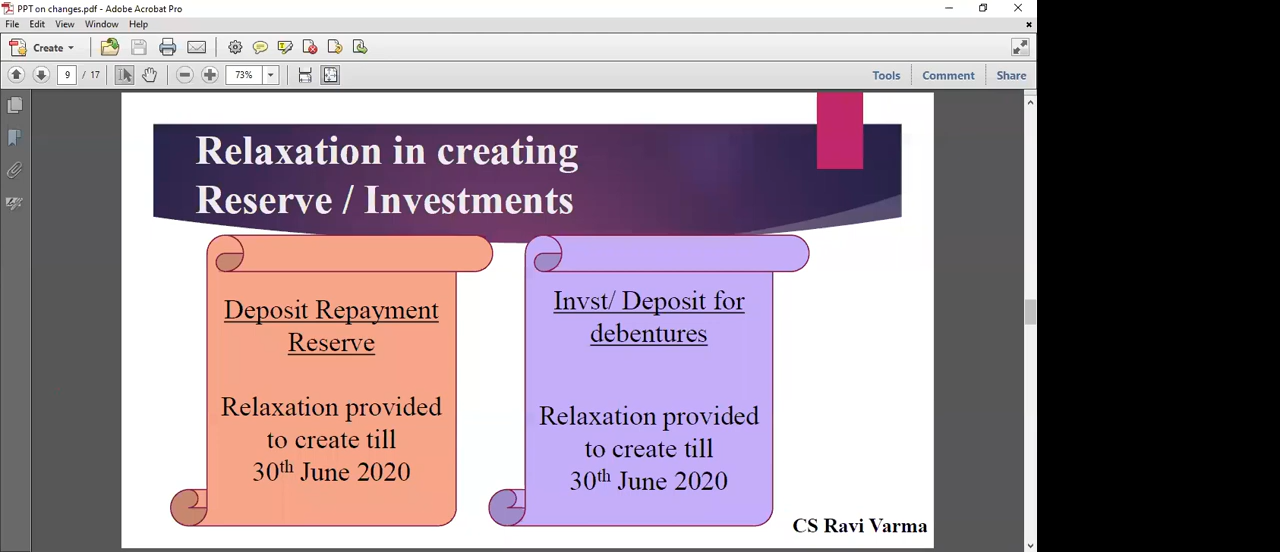 PPT on changes.pdf - Adobe Acrobat Pro
File Edit View Window Help
Create
9 / 17 73% Tools Comment Share
Relaxation in creating
Reserve / Investments
Deposit Repayment
Reserve
Relaxation provided
to create till
30th June 2020
Invst/ Deposit for
debentures
Relaxation provided
to create till
30th June 2020
CS Ravi Varma